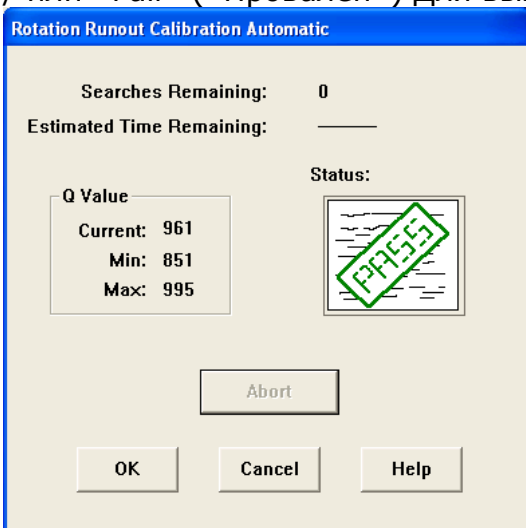 Rotation Runout Calibration Automatic
Searches Remaining: 0
Estimated Time Remaining: ———
Status:
Q Value
Current: 961
Min: 851
Max: 995
PASS
Abort
OK Cancel Help